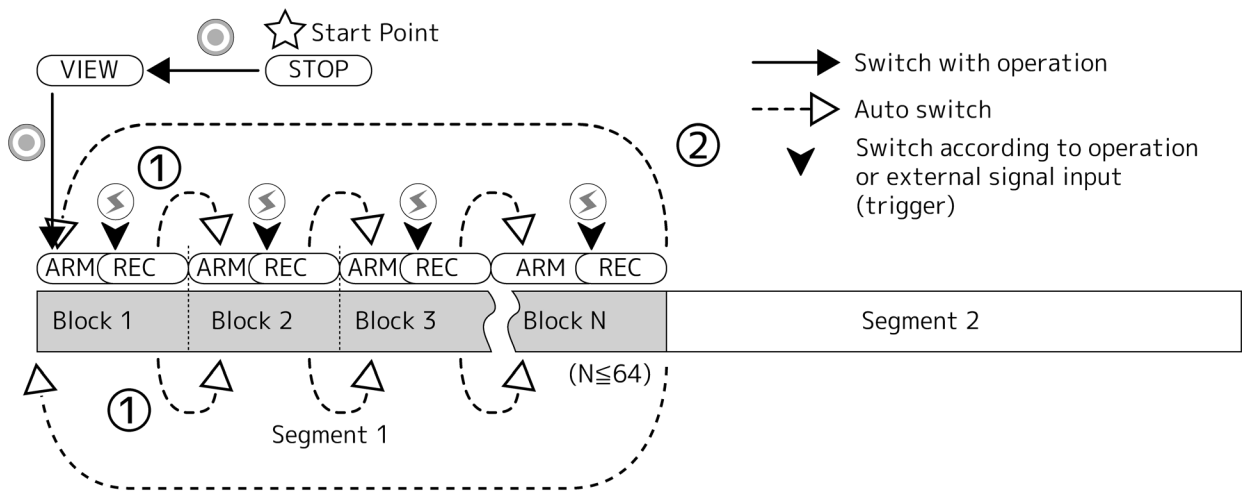 Start Point
VIEW
STOP
Switch with operation
Auto switch
Switch according to operation
or external signal input
(trigger)
①
②
ARM REC ARM REC ARM REC ARM REC
Block 1 Block 2 Block 3 Block N Segment 2
(N≦64)
①
Segment 1